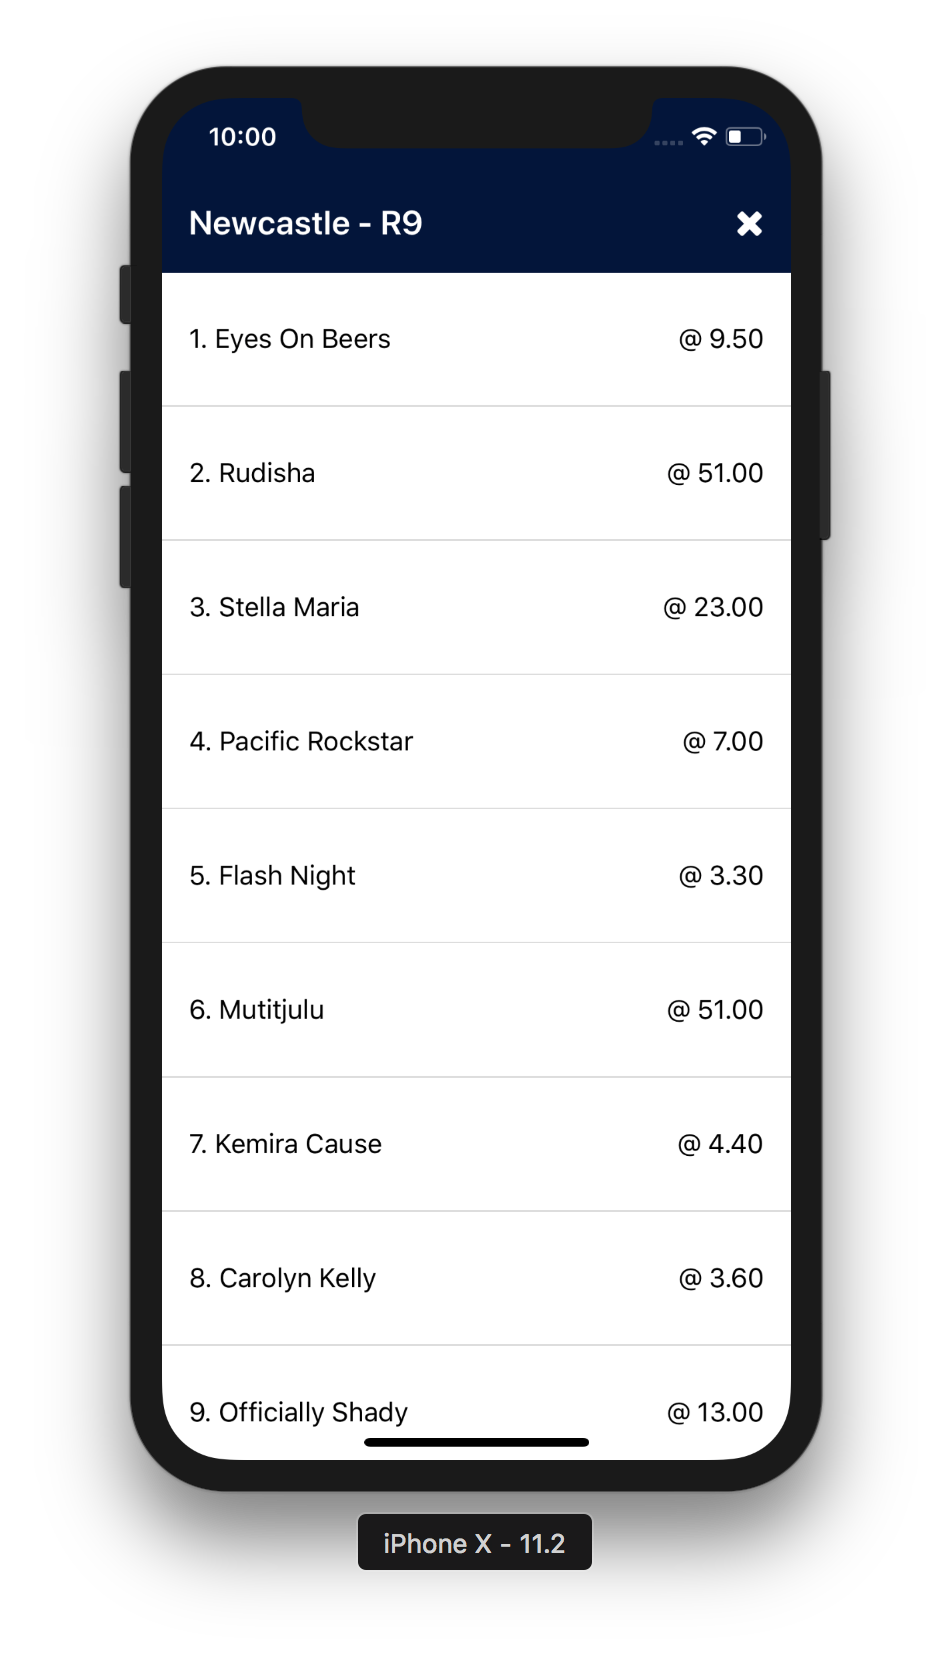 10:00
Newcastle - R9
1. Eyes On Beers @ 9.50
2. Rudisha @ 51.00
3. Stella Maria @ 23.00
4. Pacific Rockstar @ 7.00
5. Flash Night @ 3.30
6. Mutitjulu @ 51.00
7. Kemira Cause @ 4.40
8. Carolyn Kelly @ 3.60
9. Officially Shady @ 13.00
iPhone X - 11.2